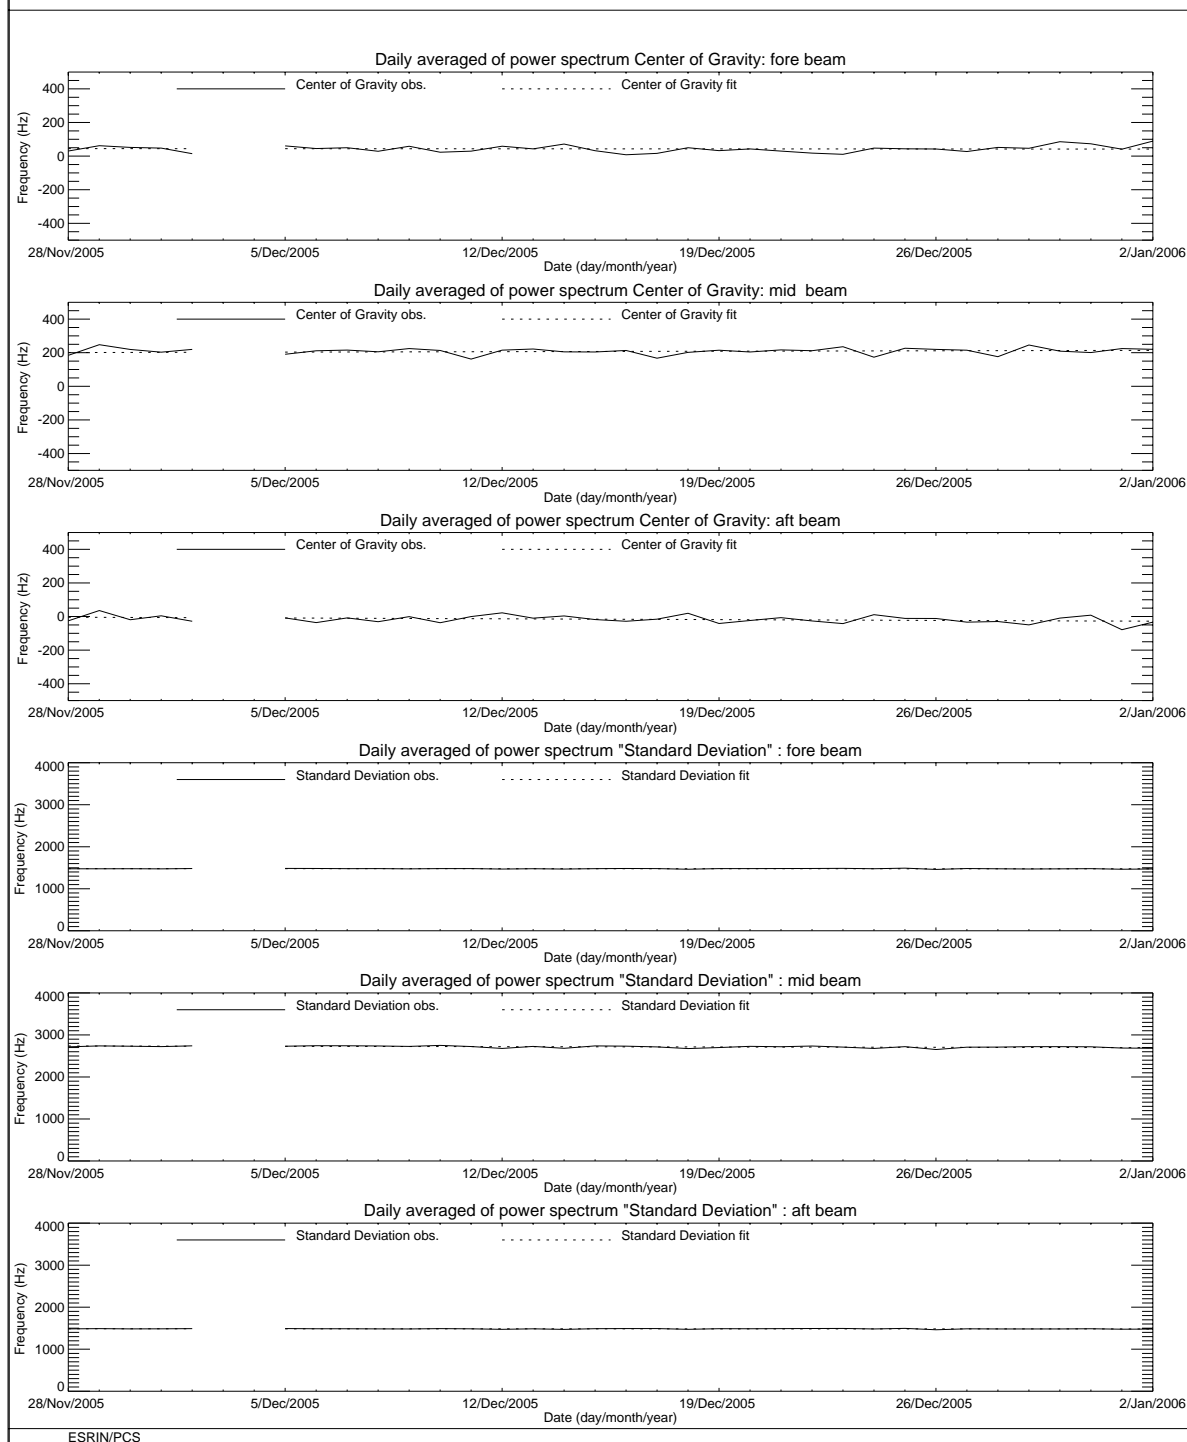 Daily averaged of power spectrum Center of Gravity: fore beam
Center of Gravity obs. Center of Gravity fit
400
200
0
-200
-400
Frequency (Hz)
28/Nov/2005 5/Dec/2005 12/Dec/2005 19/Dec/2005 26/Dec/2005 2/Jan/2006
Date (day/month/year)
Daily averaged of power spectrum Center of Gravity: mid beam
Center of Gravity obs. Center of Gravity fit
400
200
0
-200
-400
Frequency (Hz)
28/Nov/2005 5/Dec/2005 12/Dec/2005 19/Dec/2005 26/Dec/2005 2/Jan/2006
Date (day/month/year)
Daily averaged of power spectrum Center of Gravity: aft beam
Center of Gravity obs. Center of Gravity fit
400
200
0
-200
-400
Frequency (Hz)
28/Nov/2005 5/Dec/2005 12/Dec/2005 19/Dec/2005 26/Dec/2005 2/Jan/2006
Date (day/month/year)
Daily averaged of power spectrum "Standard Deviation" : fore beam
Standard Deviation obs. Standard Deviation fit
4000
3000
2000
1000
0
Frequency (Hz)
28/Nov/2005 5/Dec/2005 12/Dec/2005 19/Dec/2005 26/Dec/2005 2/Jan/2006
Date (day/month/year)
Daily averaged of power spectrum "Standard Deviation" : mid beam
Standard Deviation obs. Standard Deviation fit
4000
3000
2000
1000
0
Frequency (Hz)
28/Nov/2005 5/Dec/2005 12/Dec/2005 19/Dec/2005 26/Dec/2005 2/Jan/2006
Date (day/month/year)
Daily averaged of power spectrum "Standard Deviation" : aft beam
Standard Deviation obs. Standard Deviation fit
4000
3000
2000
1000
0
Frequency (Hz)
28/Nov/2005 5/Dec/2005 12/Dec/2005 19/Dec/2005 26/Dec/2005 2/Jan/2006
Date (day/month/year)
ESRIN/PCS